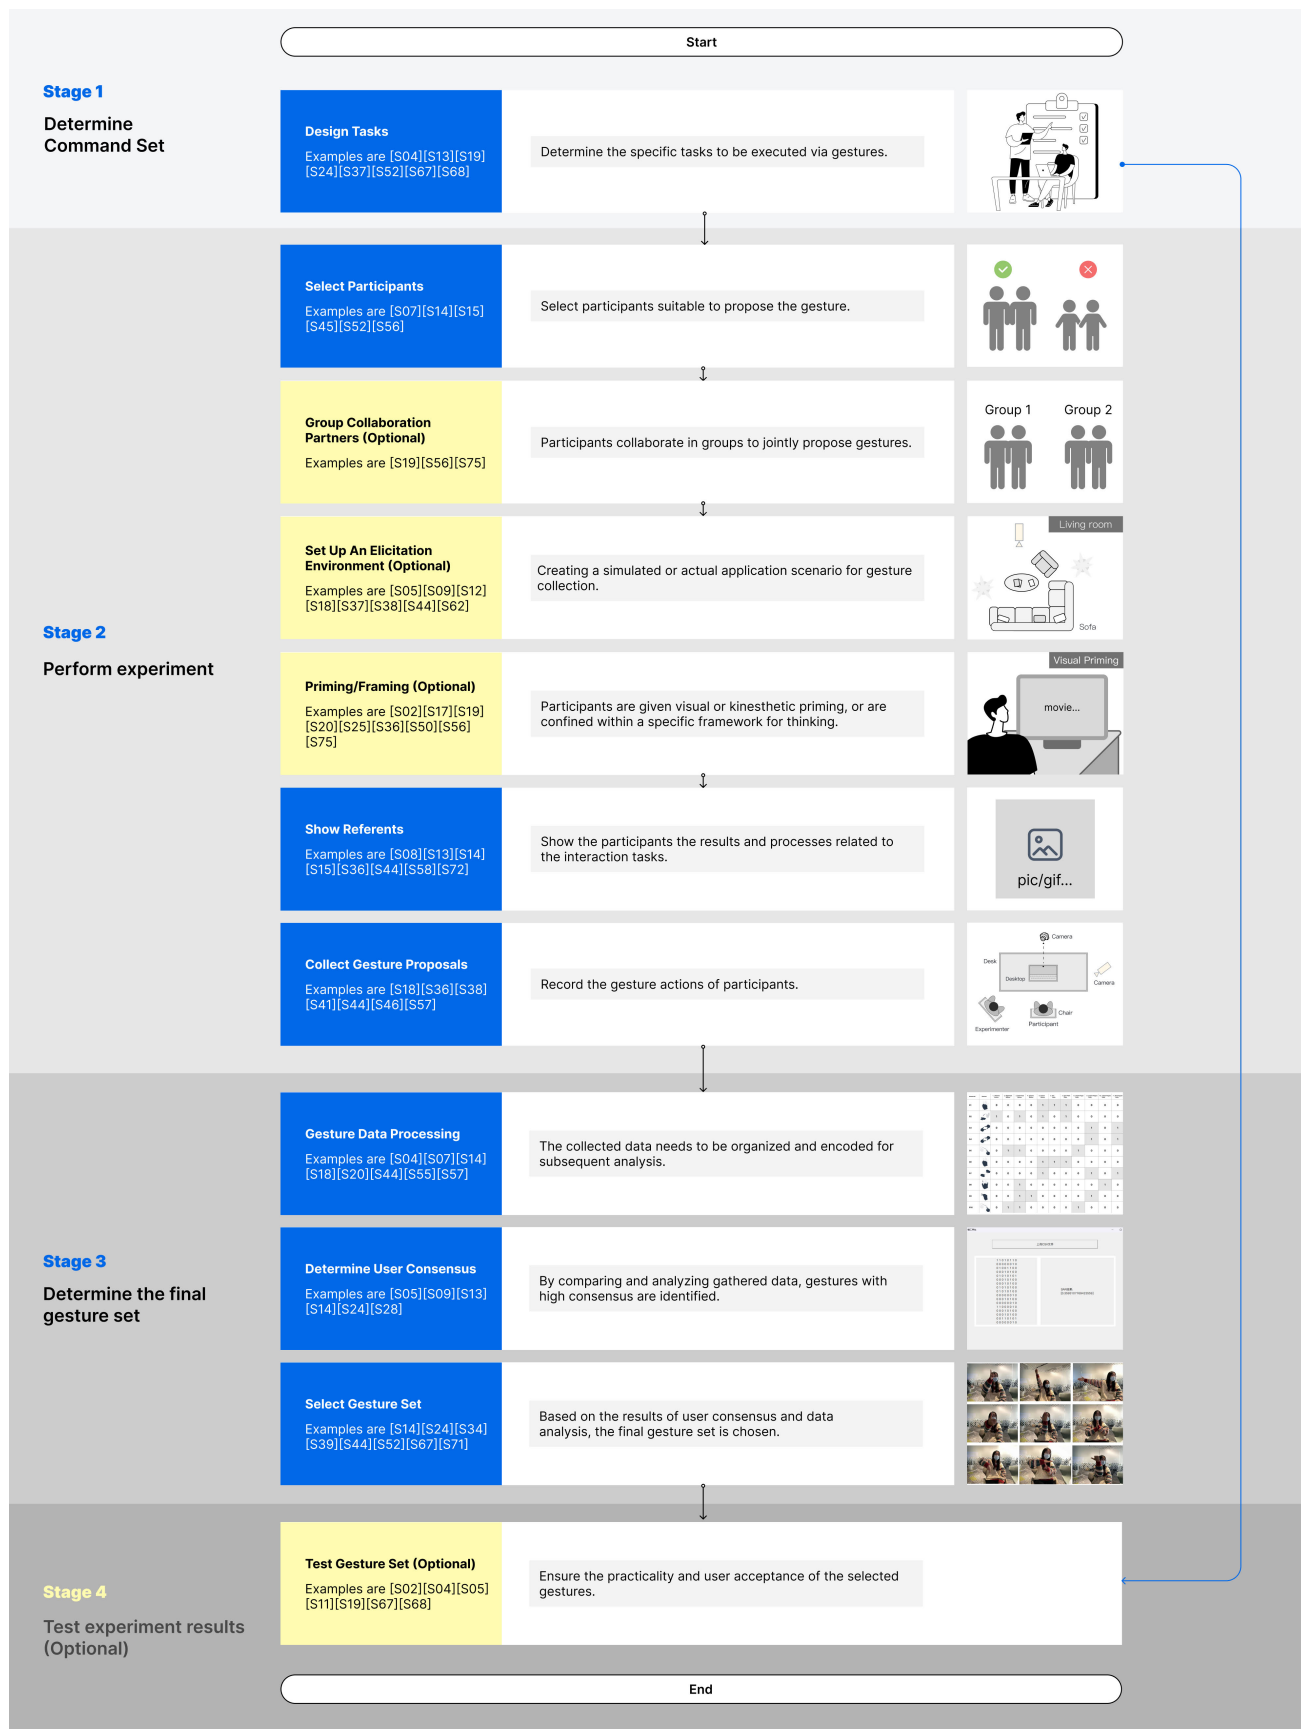 Start
Stage 1
Determine
Command Set
Design Tasks
Examples are [S04][S13][S19]
[S24][S37][S52][S67][S68]
Determine the specific tasks to be executed via gestures.
Stage 2
Perform experiment
Select Participants
Examples are [S07][S14][S15]
[S45][S52][S56]
Select participants suitable to propose the gesture.
Group Collaboration
Partners (Optional)
Examples are [S19][S56][S75]
Participants collaborate in groups to jointly propose gestures.
Group 1
Group 2
Set Up An Elicitation
Environment (Optional)
Examples are [S05][S09][S12]
[S18][S37][S38][S44][S62]
Creating a simulated or actual application scenario for gesture
collection.
Living room
Sofa
Priming/Framing (Optional)
Examples are [S02][S17][S19]
[S20][S25][S36][S50][S56]
[S75]
Participants are given visual or kinesthetic priming, or are
confined within a specific framework for thinking.
Visual Priming
movie...
Show Referents
Examples are [S08][S13][S14]
[S15][S36][S44][S58][S72]
Show the participants the results and processes related to
the interaction tasks.
pic/gif...
Collect Gesture Proposals
Examples are [S18][S36][S38]
[S41][S44][S46][S57]
Record the gesture actions of participants.
Camera
Desk
Desktop
Camera
Chair
Experimenter
Participant
Stage 3
Determine the final
gesture set
Gesture Data Processing
Examples are [S04][S07][S14]
[S18][S20][S44][S55][S57]
The collected data needs to be organized and encoded for
subsequent analysis.
Determine User Consensus
Examples are [S05][S09][S13]
[S14][S24][S28]
By comparing and analyzing gathered data, gestures with
high consensus are identified.
Select Gesture Set
Examples are [S14][S24][S34]
[S39][S44][S52][S67][S71]
Based on the results of user consensus and data
analysis, the final gesture set is chosen.
Stage 4
Test experiment results
(Optional)
Test Gesture Set (Optional)
Examples are [S02][S04][S05]
[S11][S19][S67][S68]
Ensure the practicality and user acceptance of the selected
gestures.
End